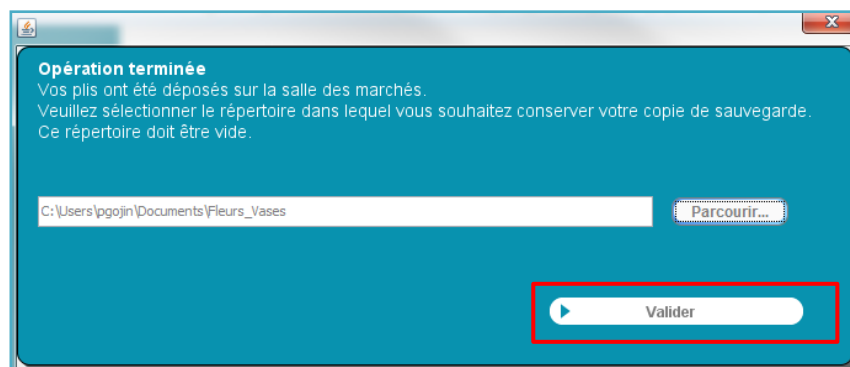 Opération terminée
Vos plis ont été déposés sur la salle des marchés.
Veuillez sélectionner le répertoire dans lequel vous souhaitez conserver votre copie de sauvegarde.
Ce répertoire doit être vide.
C:\Users\pgojin\Documents\Fleurs_Vases
Parcourir...
Valider